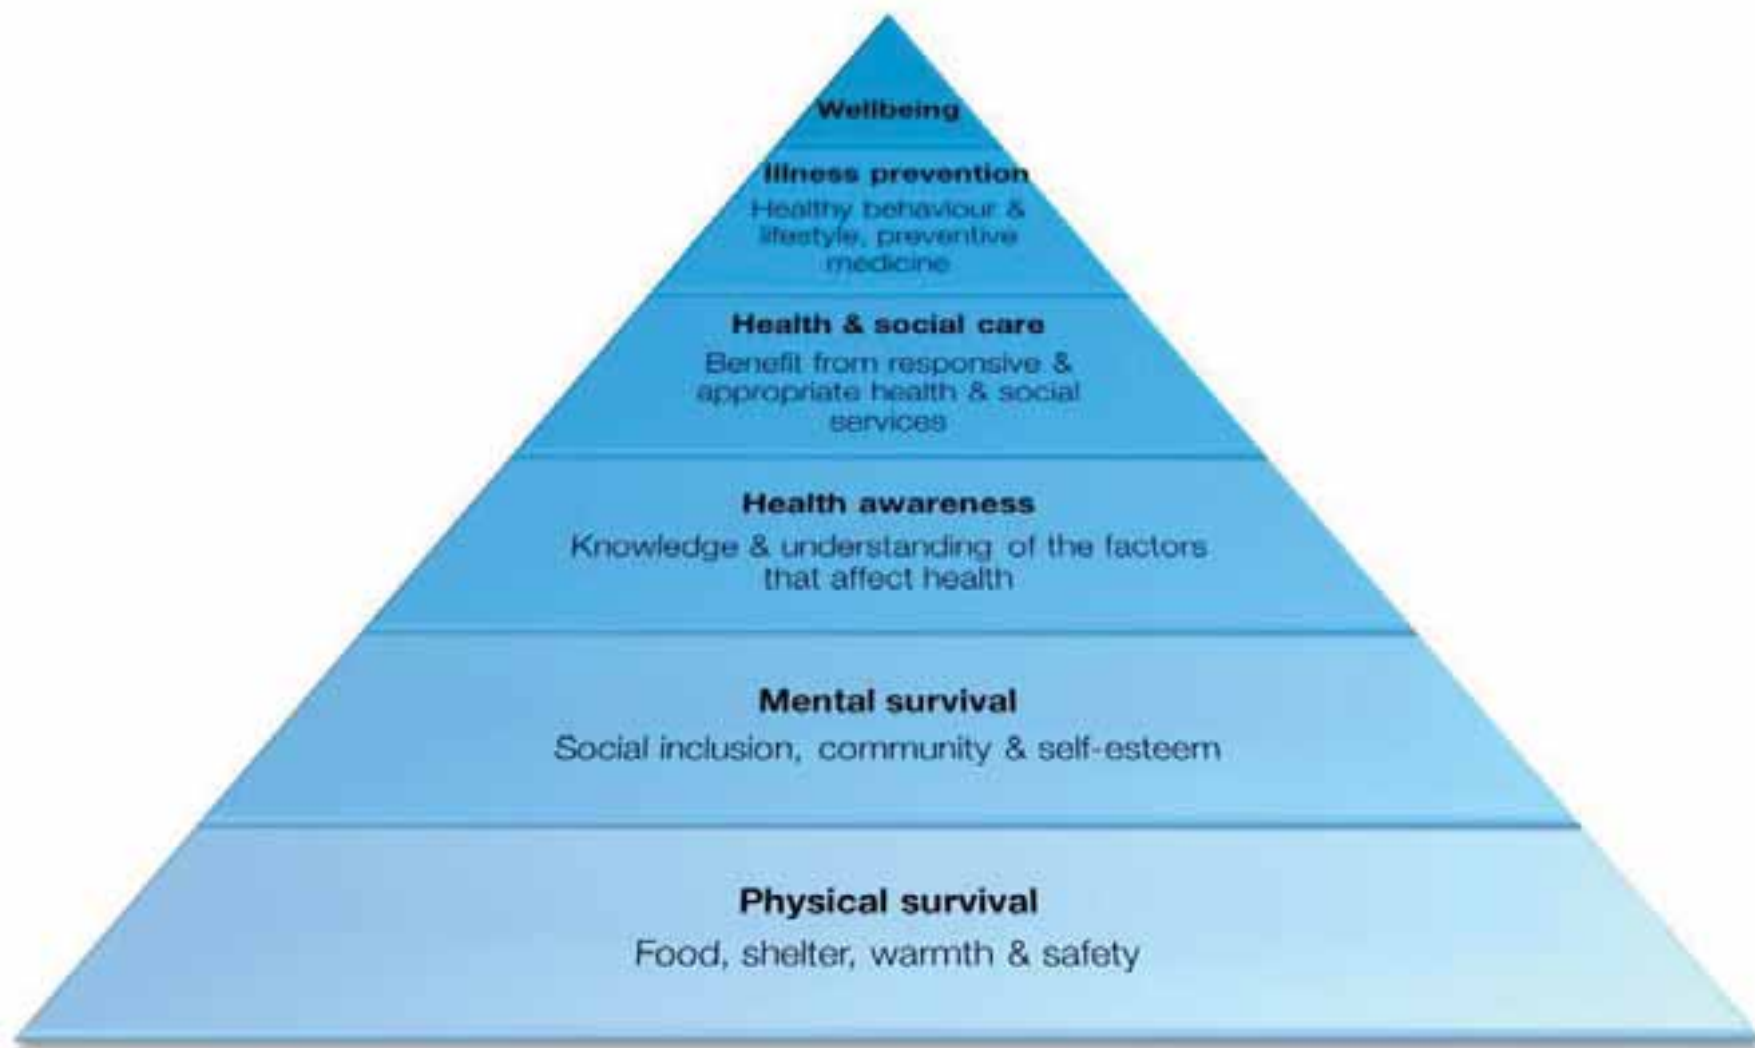 Wellbeing
Illness prevention
Healthy behaviour &
lifestyle, preventive
medicine
Health & social care
Benefit from responsive &
appropriate health & social
services
Health awareness
Knowledge & understanding of the factors
that affect health
Mental survival
Social inclusion, community & self-esteem
Physical survival
Food, shelter, warmth & safety